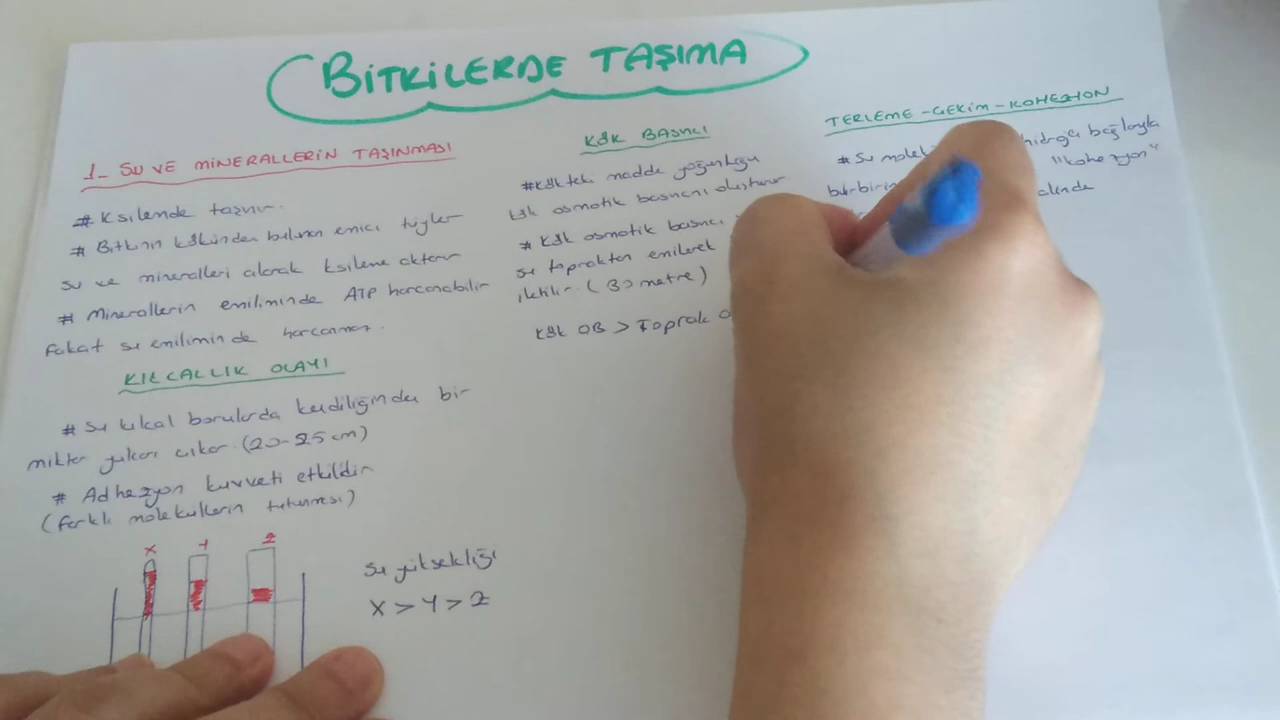 BİTKİLERDE TAŞIMA
1- SU VE MİNERALLERİN TAŞINMASI
# Ksilemde taşınır.
# Bitkinin kökünden bulunan emici tüyler
su ve mineralleri alarak ksileme aktarır
# Minerallerin emiliminde ATP harcanabilir
fakat su emiliminde harcanmaz.
KILCALLIK OLAYI
# Su kılcal borularda kendiliğinden bir
miktar yukarı çıkar. (20-25 cm)
# Adhezyon kuvveti etkilidir
(farklı moleküllerin tutunması)
X Y Z
Su yüksekliği
X > Y > Z
KÖK BASINCI
# Kökteki madde yoğunluğu
kök osmotik basıncını oluşturur.
* Kök osmotik basıncı
su topraktan emilerek
iletilir. (30 metre)
Kök OB > Toprak O
TERLEME - ÇEKİM - KOHEZYON
# Su hidrojen bağlarıyla
"kohezyon"